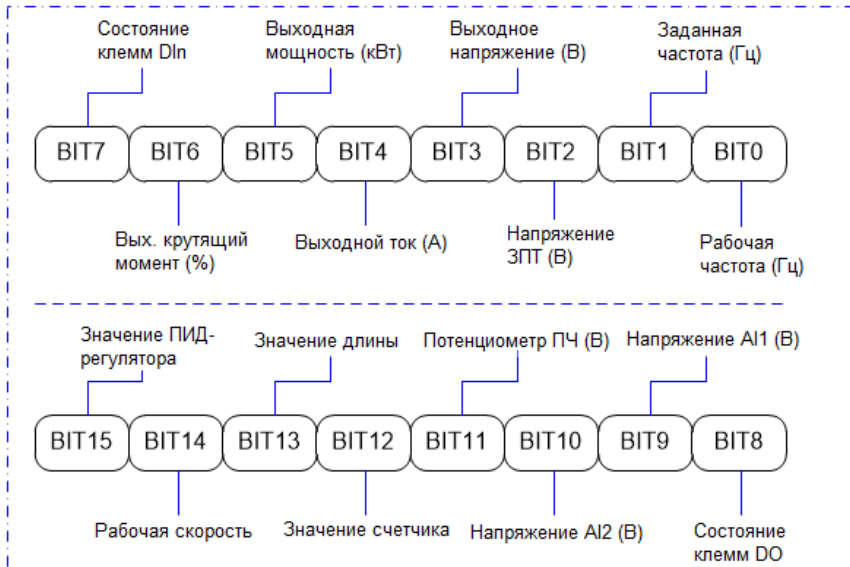 Состояние
клемм DIn
Выходная
мощность (кВт)
Выходное
напряжение (В)
Заданная
частота (Гц)
BIT7
BIT6
BIT5
BIT4
BIT3
BIT2
BIT1
BIT0
Вых. крутящий
момент (%)
Выходной ток (А)
Напряжение
ЗПТ (В)
Рабочая
частота (Гц)
Значение ПИД-
регулятора
Значение длины
Потенциометр ПЧ (В)
Напряжение AI1 (В)
BIT15
BIT14
BIT13
BIT12
BIT11
BIT10
BIT9
BIT8
Рабочая скорость
Значение счетчика
Напряжение AI2 (В)
Состояние
клемм DO